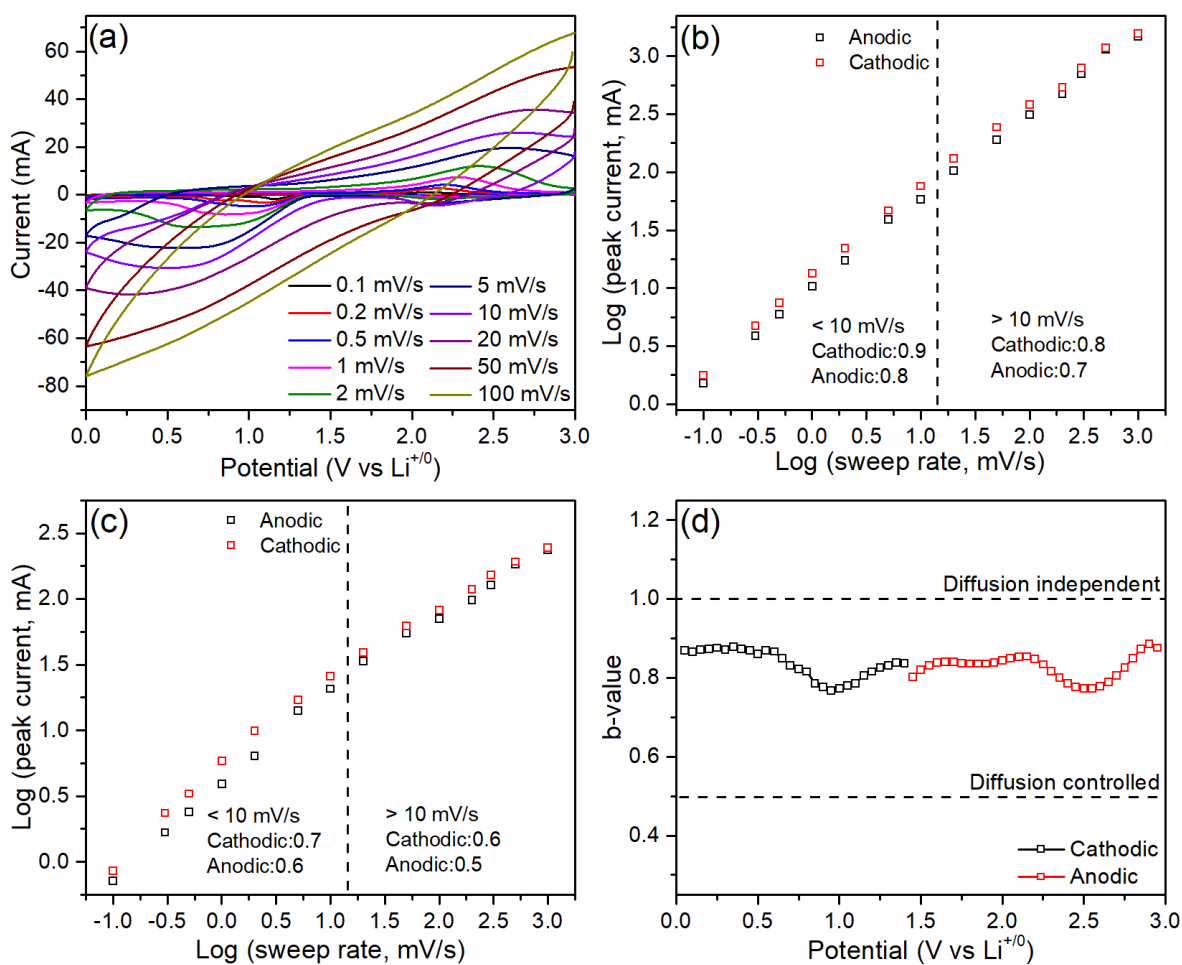 (a)
Current (mA)
60
40
20
0
-20
-40
-60
-80
0.1 mV/s
0.2 mV/s
0.5 mV/s
1 mV/s
2 mV/s
5 mV/s
10 mV/s
20 mV/s
50 mV/s
100 mV/s
0.0 0.5 1.0 1.5 2.0 2.5 3.0
Potential (V vs Li+/0)
(b)
Anodic
Cathodic
Log (peak current, mA)
3.0
2.5
2.0
1.5
1.0
0.5
0.0
< 10 mV/s
Cathodic:0.9
Anodic:0.8
> 10 mV/s
Cathodic:0.8
Anodic:0.7
-1.0 -0.5 0.0 0.5 1.0 1.5 2.0 2.5 3.0
Log (sweep rate, mV/s)
(c)
Anodic
Cathodic
Log (peak current, mA)
2.5
2.0
1.5
1.0
0.5
0.0
< 10 mV/s
Cathodic:0.7
Anodic:0.6
> 10 mV/s
Cathodic:0.6
Anodic:0.5
-1.0 -0.5 0.0 0.5 1.0 1.5 2.0 2.5 3.0
Log (sweep rate, mV/s)
(d)
b-value
1.2
1.0
0.8
0.6
0.4
Diffusion independent
Diffusion controlled
Cathodic
Anodic
0.0 0.5 1.0 1.5 2.0 2.5 3.0
Potential (V vs Li+/0)